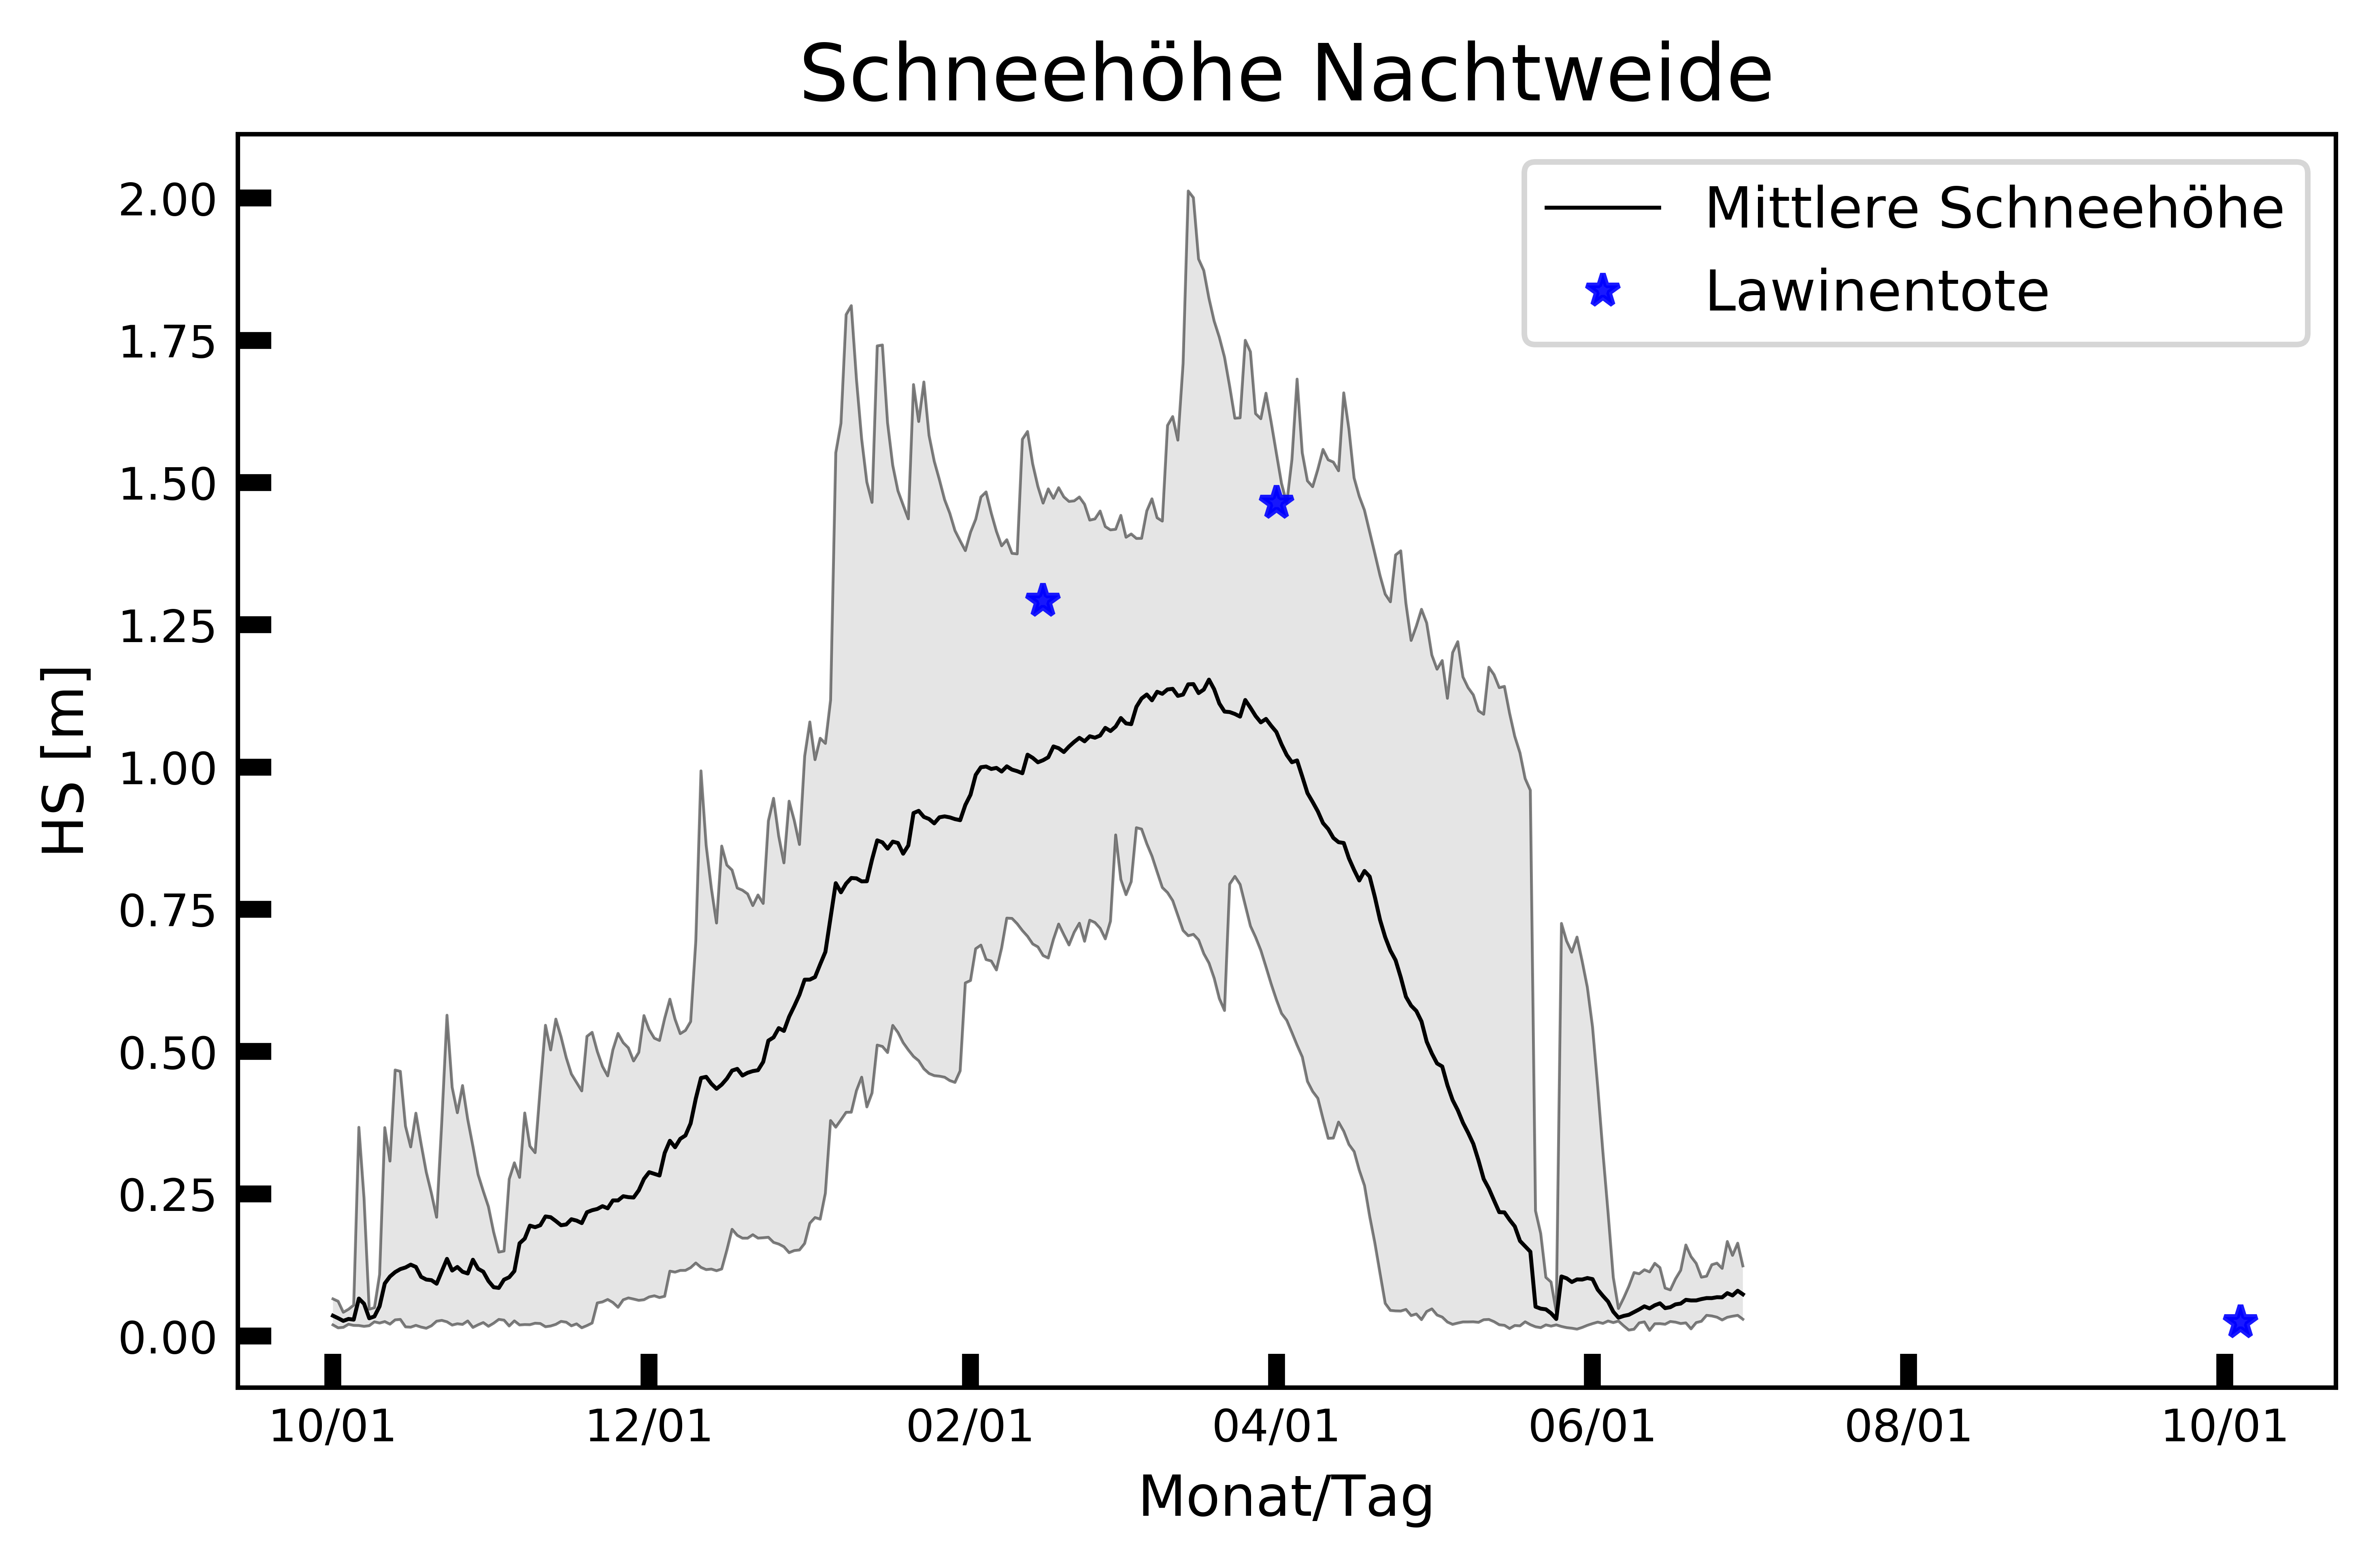 Schneehöhe Nachtweide
Mittlere Schneehöhe
Lawinentote
HS [m]
2.00
1.75
1.50
1.25
1.00
0.75
0.50
0.25
0.00
10/01 12/01 02/01 04/01 06/01 08/01 10/01
Monat/Tag